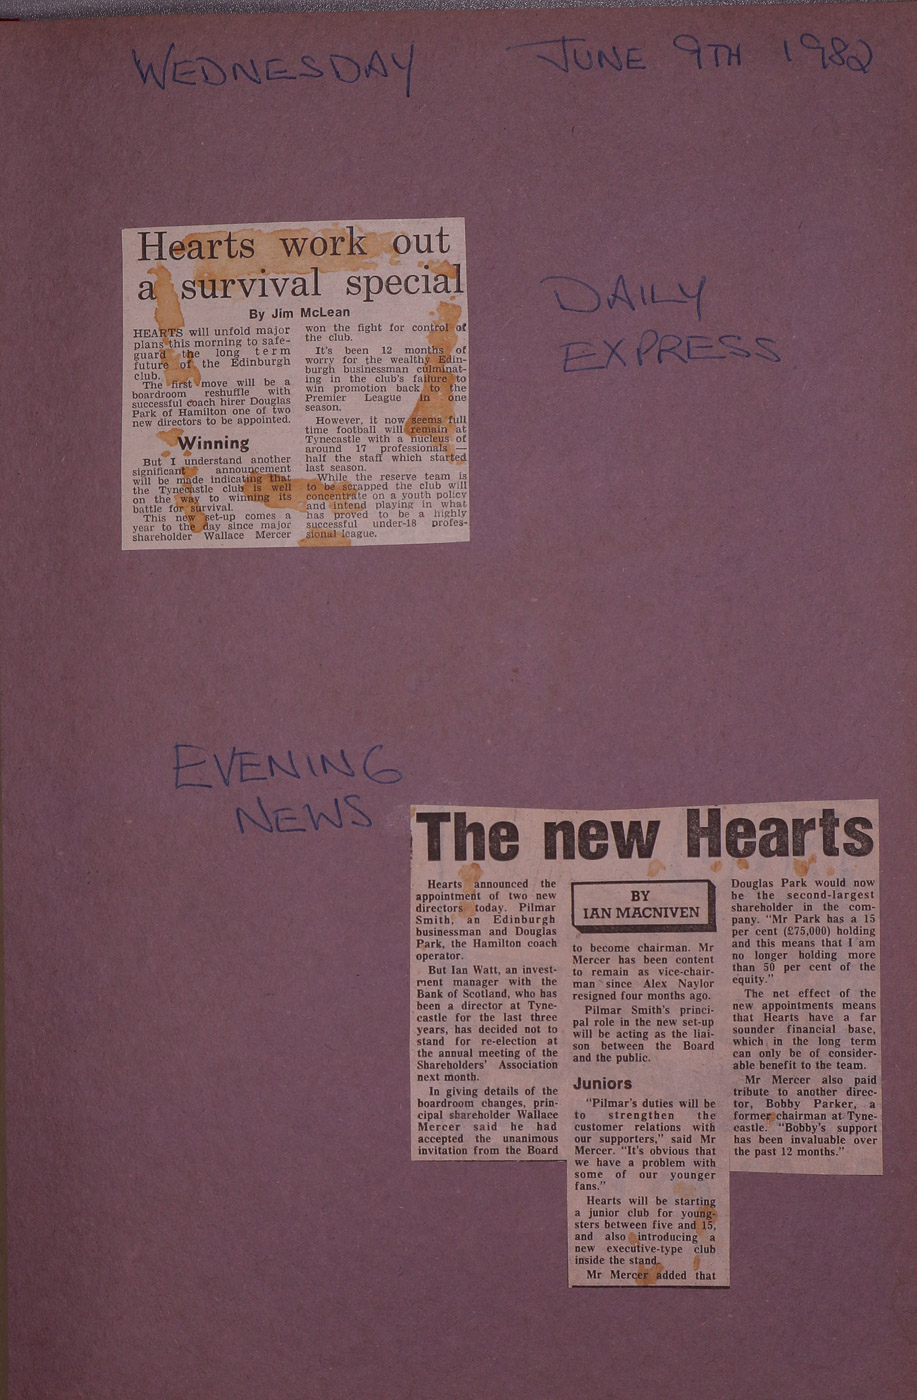 WEDNESDAY JUNE 9TH 1982
Hearts work out
a survival special
By Jim McLean
HEARTS will unfold major
plans this morning to safe-
guard the long term
future of the Edinburgh
club.
The first move will be a
boardroom reshuffle with
successful coach hirer Douglas
Park of Hamilton one of two
new directors to be appointed.
Winning
But I understand another
significant announcement
will be made indicating that
the Tynecastle club is well
on the way to winning its
battle for survival.
This new set-up comes a
year to the day since major
shareholder Wallace Mercer
won the fight for control of
the club.
It's been 12 months of
worry for the wealthy Edin-
burgh businessman culminat-
ing in the club's failure to
win promotion back to the
Premier League in one
season.
However, it now seems full
time football will remain at
Tynecastle with a nucleus of
around 17 professionals —
half the staff which started
last season.
While the reserve team is
to be scrapped the club will
concentrate on a youth policy
and intend playing in what
has proved to be a highly
successful under-18 profes-
sional league.
DAILY
EXPRESS
EVENING
NEWS
The new Hearts
Hearts announced the
appointment of two new
directors today. Pilmar
Smith, an Edinburgh
businessman and Douglas
Park, the Hamilton coach
operator.
But Ian Watt, an invest-
ment manager with the
Bank of Scotland, who has
been a director at Tyne-
castle for the last three
years, has decided not to
stand for re-election at
the annual meeting of the
Shareholders' Association
next month.
In giving details of the
boardroom changes, prin-
cipal shareholder Wallace
Mercer said he had
accepted the unanimous
invitation from the Board
BY
IAN MACNIVEN
to become chairman. Mr
Mercer has been content
to remain as vice-chair-
man since Alex Naylor
resigned four months ago.
Pilmar Smith's princi-
pal role in the new set-up
will be acting as the liai-
son between the Board
and the public.
Juniors
"Pilmar's duties will be
to strengthen the
customer relations with
our supporters," said Mr
Mercer. "It's obvious that
we have a problem with
some of our younger
fans."
Hearts will be starting
a junior club for young-
sters between five and 15,
and also introducing a
new executive-type club
inside the stand.
Mr Mercer added that
Douglas Park would now
be the second-largest
shareholder in the com-
pany. "Mr Park has a 15
per cent (£75,000) holding
and this means that I am
no longer holding more
than 50 per cent of the
equity."
The net effect of the
new appointments means
that Hearts have a far
sounder financial base,
which in the long term
can only be of consider-
able benefit to the team.
Mr Mercer also paid
tribute to another direc-
tor, Bobby Parker, a
former chairman at Tyne-
castle. "Bobby's support
has been invaluable over
the past 12 months."